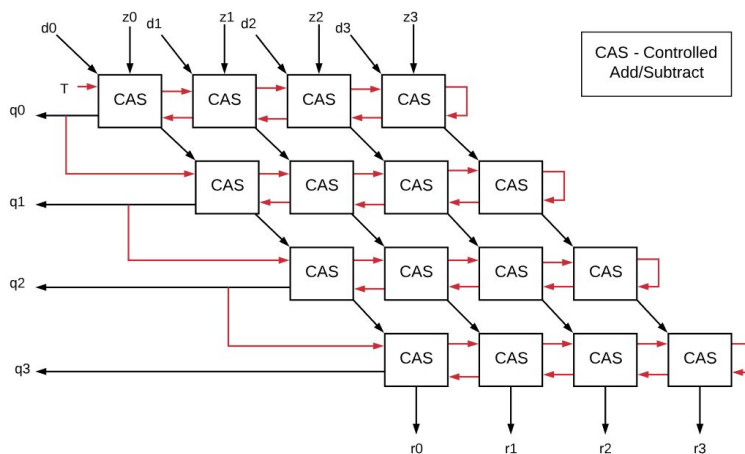 z0 z1 z2 z3
d0 d1 d2 d3
CAS - Controlled
Add/Subtract
T CAS CAS CAS CAS
q0
CAS CAS CAS CAS
q1
CAS CAS CAS CAS
q2
CAS CAS CAS CAS
q3
r0 r1 r2 r3